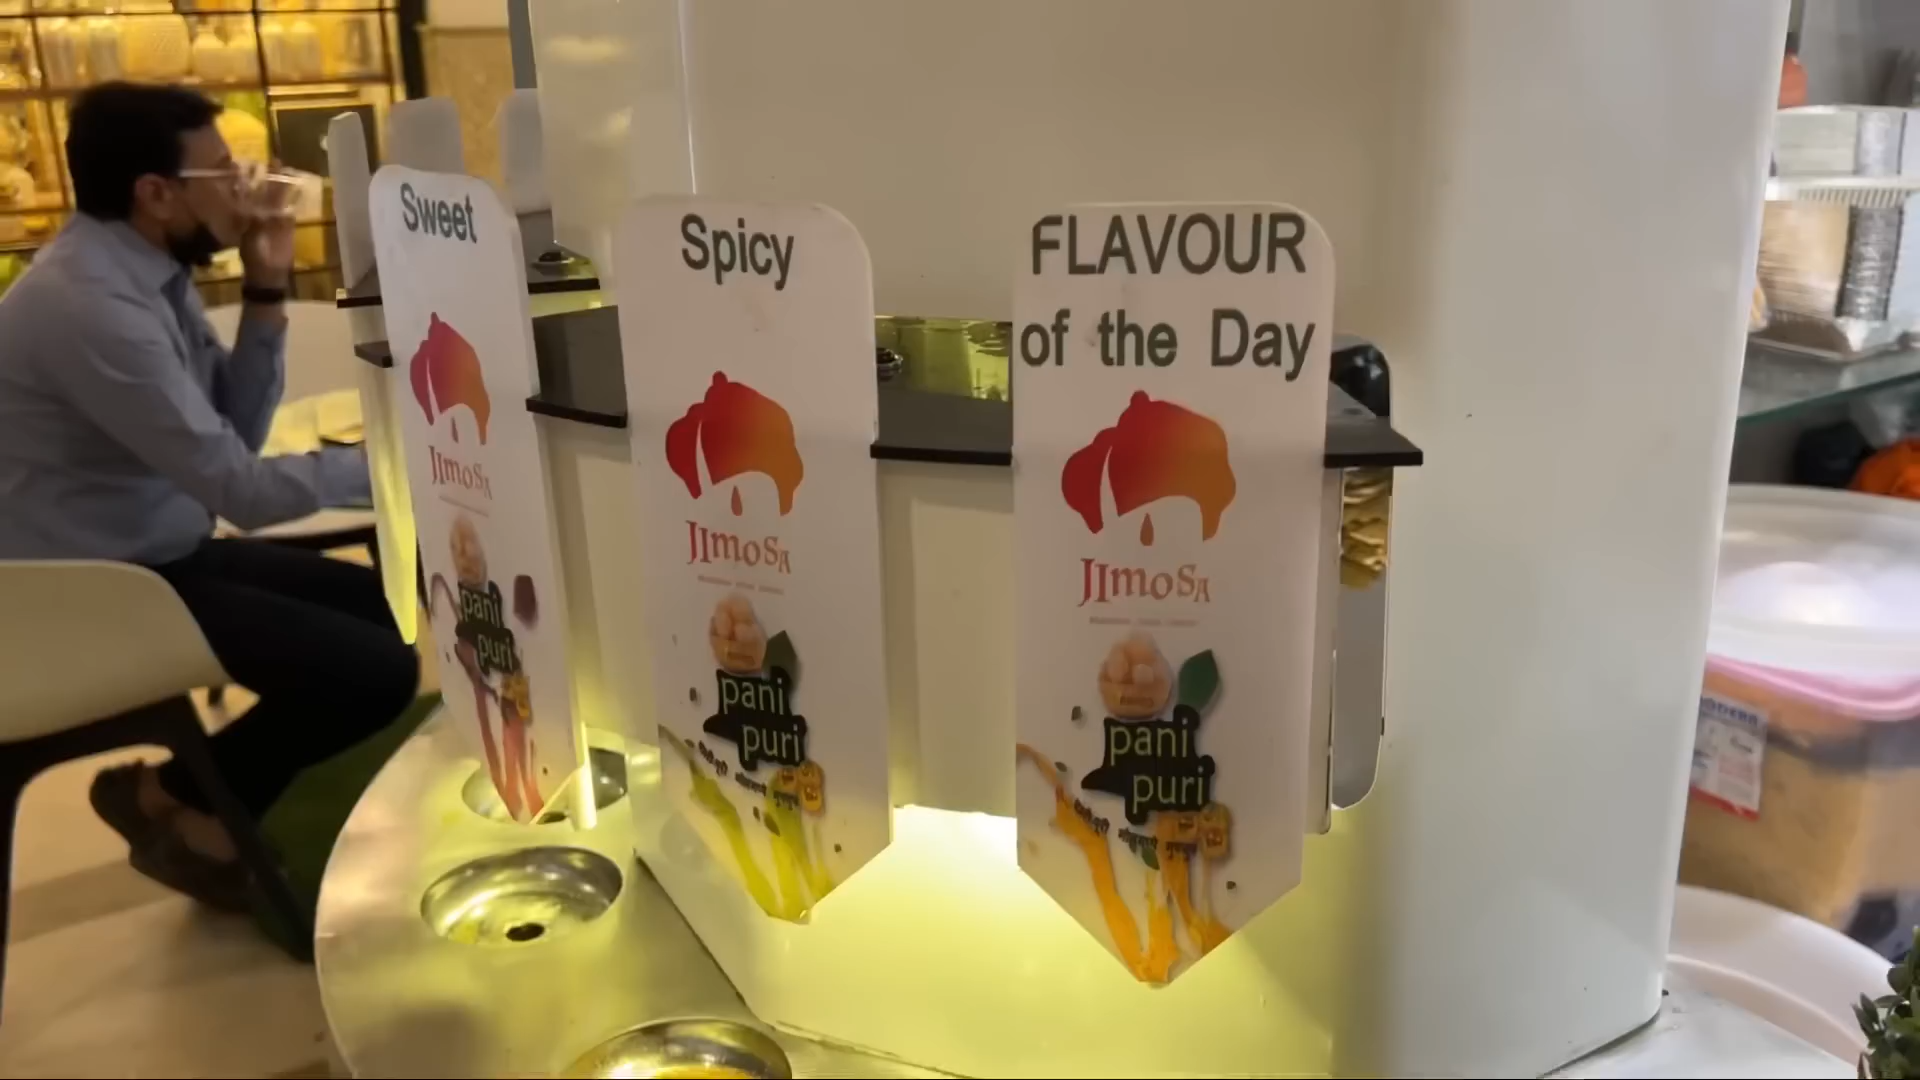 Sweet
JImoSA
pani
puri
Spicy
JImoSA
pani
puri
FLAVOUR
of the Day
JImoSA
pani
puri